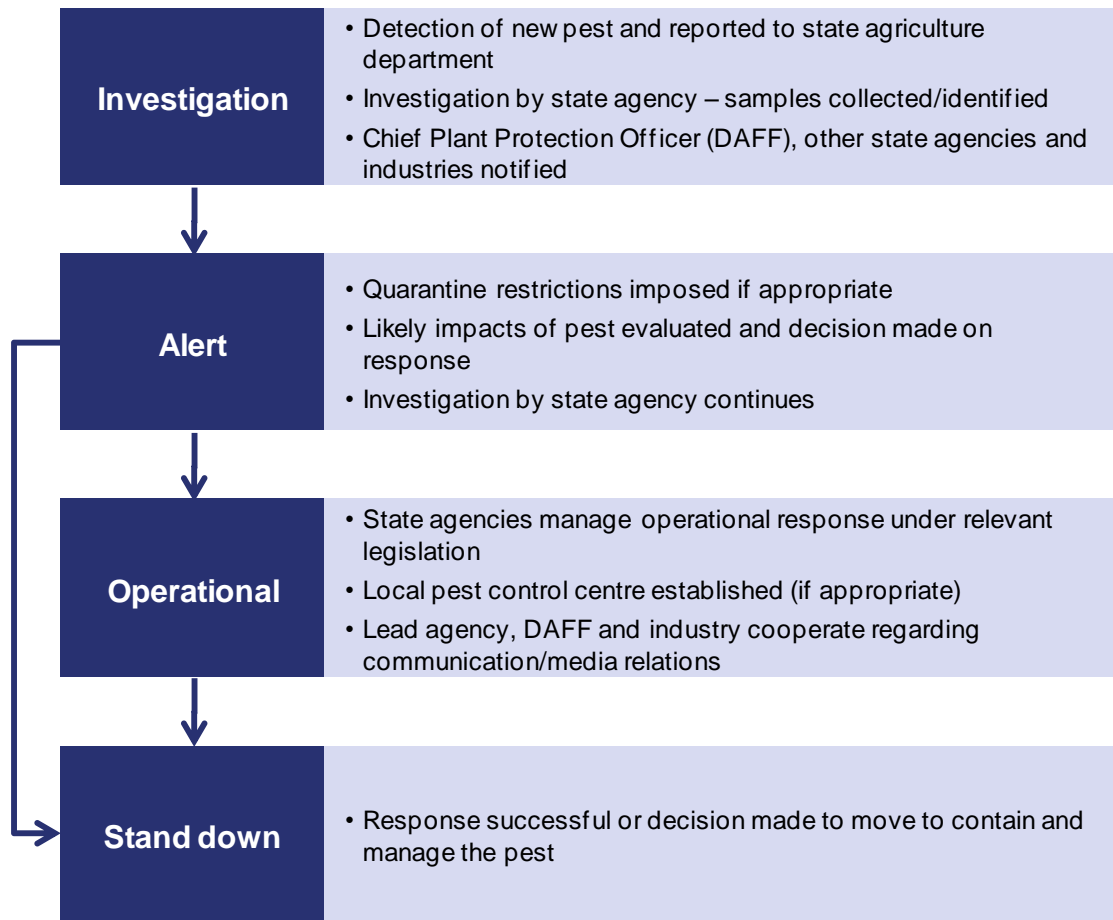 Investigation
• Detection of new pest and reported to state agriculture
department
• Investigation by state agency – samples collected/identified
• Chief Plant Protection Officer (DAFF), other state agencies and
industries notified
Alert
• Quarantine restrictions imposed if appropriate
• Likely impacts of pest evaluated and decision made on
response
• Investigation by state agency continues
Operational
• State agencies manage operational response under relevant
legislation
• Local pest control centre established (if appropriate)
• Lead agency, DAFF and industry cooperate regarding
communication/media relations
Stand down
• Response successful or decision made to move to contain and
manage the pest